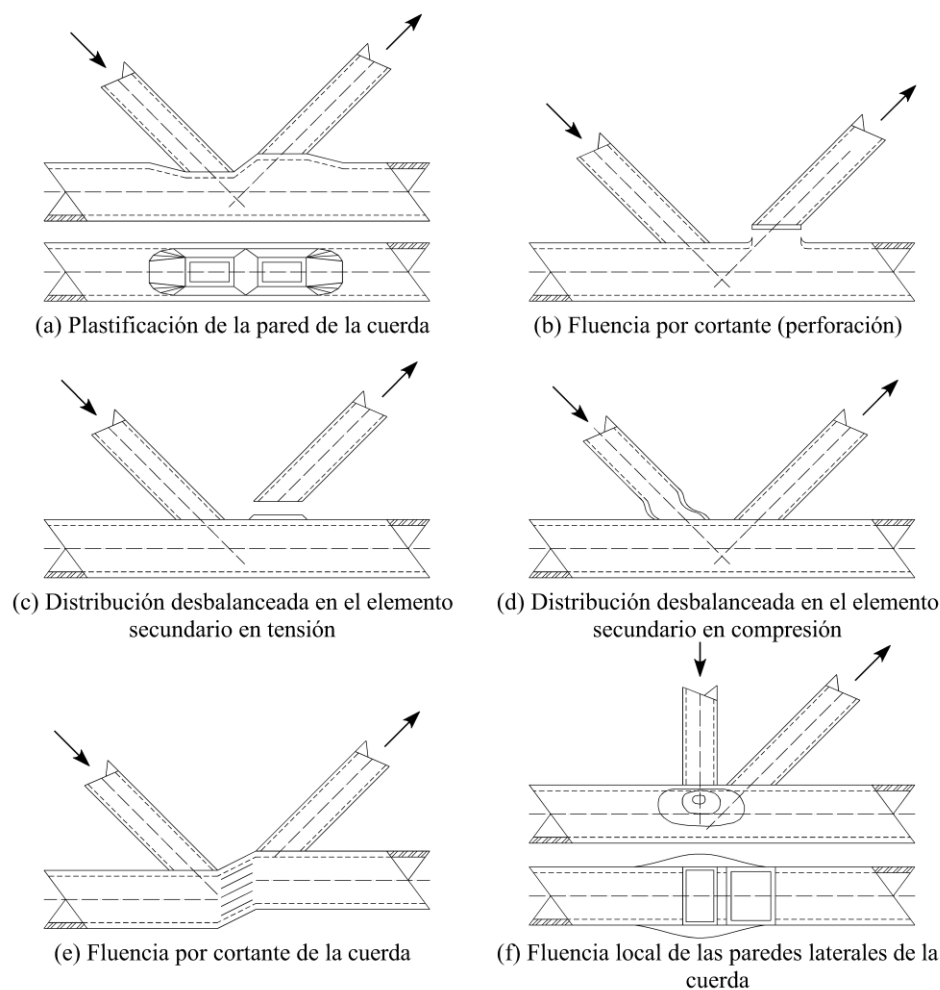 (a) Plastificación de la pared de la cuerda
(b) Fluencia por cortante (perforación)
(c) Distribución desbalanceada en el elemento
secundario en tensión
(d) Distribución desbalanceada en el elemento
secundario en compresión
(e) Fluencia por cortante de la cuerda
(f) Fluencia local de las paredes laterales de la
cuerda